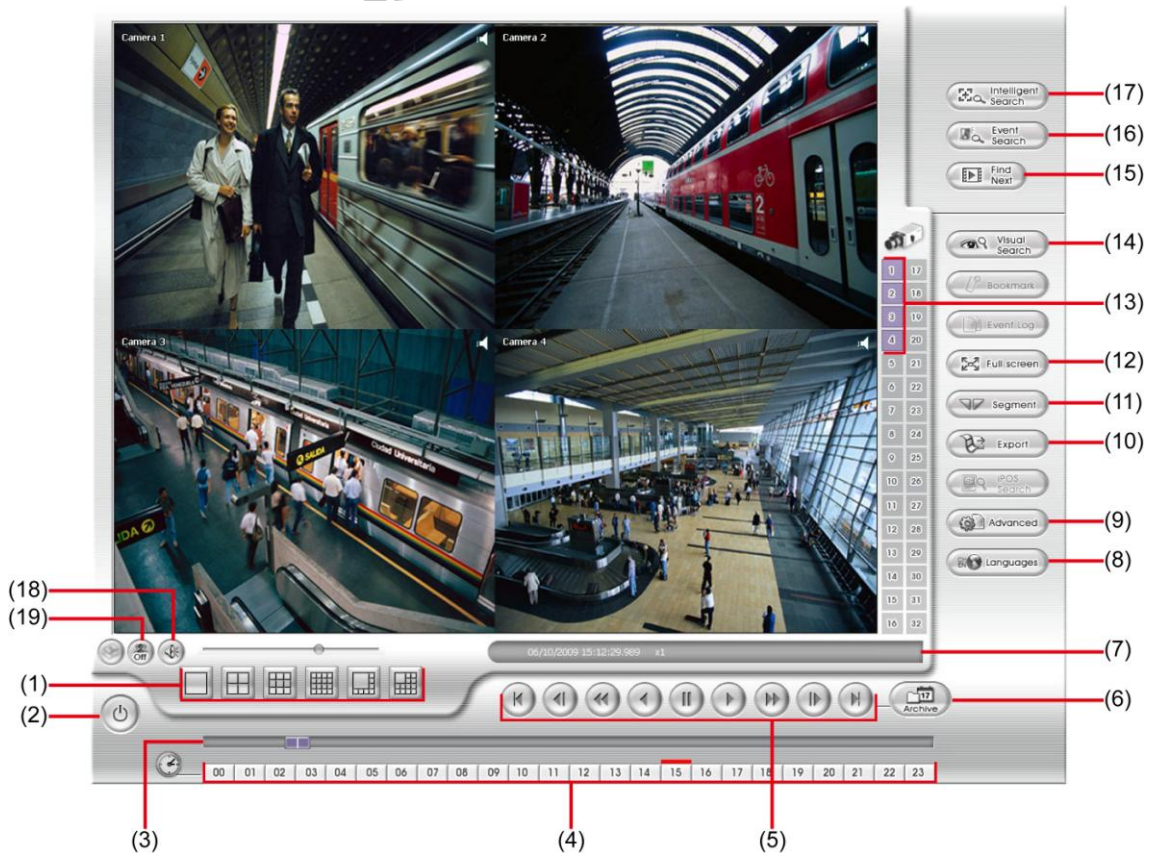 Camera 1
Camera 2
Intelligent
Search
(17)
Event
Search
(16)
Find
Next
(15)
2
Visual
Search
(14)
1 17
Bookmark
2 18
(13)
3 19
Event Log
Camera 3
Camera 4
4 20
5 21
Full screen
(12)
6 22
7 23
Segment
(11)
SALIDA
Ciudad Universitaria
8 24
Export
(10)
9 25
10 26
iPOS
Search
11 27
Advanced
(9)
12 28
13 29
Languages
(8)
14 30
15 31
16 32
(18)
(19)
Off
06/10/2009 15:12:29.989 x1
(7)
(1)
(2)
17
Archive
(6)
00 01 02 03 04 05 06 07 08 09 10 11 12 13 14 15 16 17 18 19 20 21 22 23
(3)
(4)
(5)